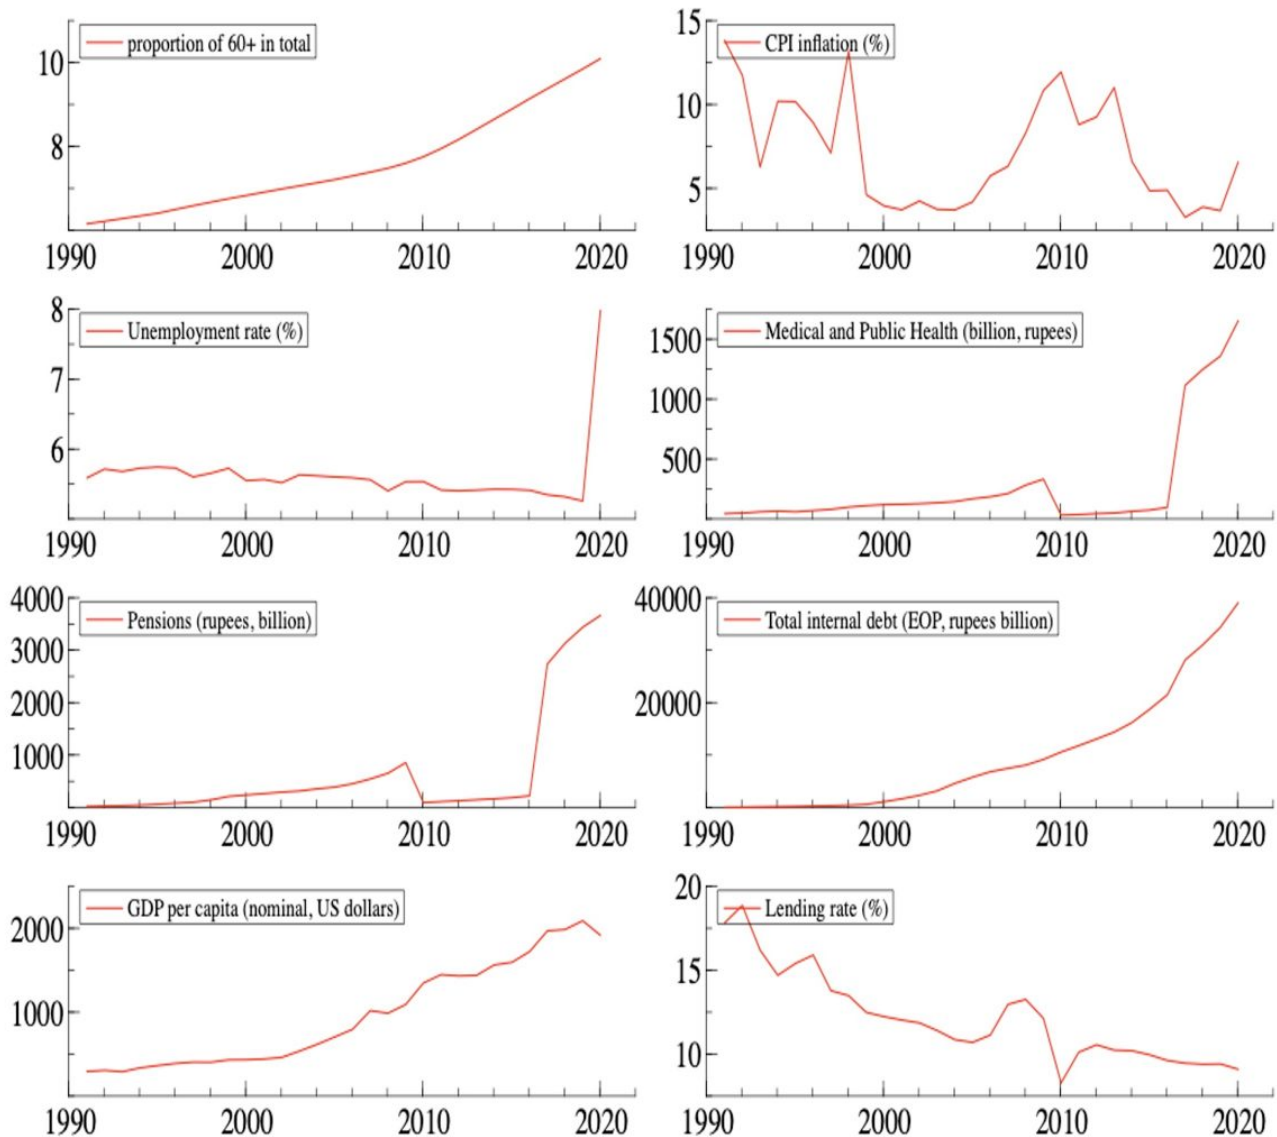 proportion of 60+ in total
10
8
1990 2000 2010 2020
CPI inflation (%)
15
10
5
1990 2000 2010 2020
Unemployment rate (%)
8
7
6
1990 2000 2010 2020
Medical and Public Health (billion, rupees)
1500
1000
500
1990 2000 2010 2020
Pensions (rupees, billion)
4000
3000
2000
1000
1990 2000 2010 2020
Total internal debt (EOP, rupees billion)
40000
20000
1990 2000 2010 2020
GDP per capita (nominal, US dollars)
2000
1000
1990 2000 2010 2020
Lending rate (%)
20
15
10
1990 2000 2010 2020